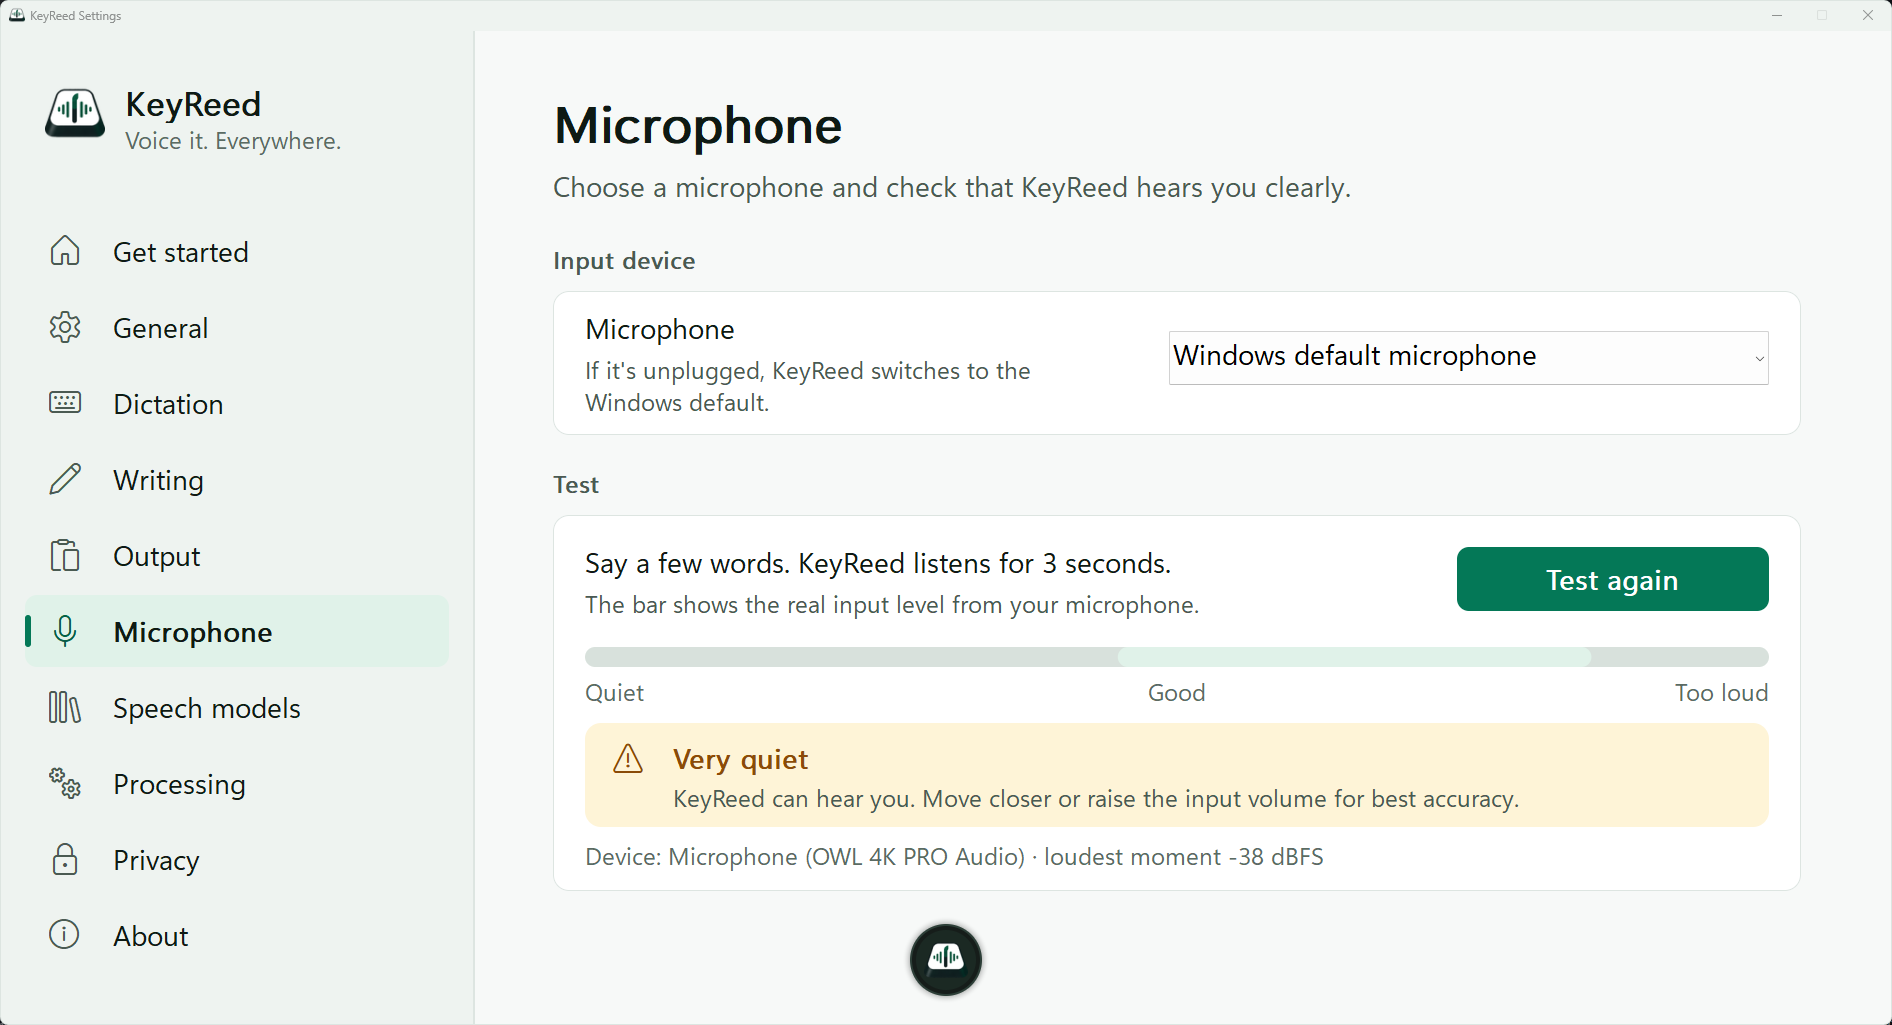 KeyReed Settings
KeyReed
Voice it. Everywhere.
Get started
General
Dictation
Writing
Output
Microphone
Speech models
Processing
Privacy
About
Microphone
Choose a microphone and check that KeyReed hears you clearly.
Input device
Microphone
If it's unplugged, KeyReed switches to the
Windows default.
Windows default microphone
Test
Say a few words. KeyReed listens for 3 seconds.
The bar shows the real input level from your microphone.
Test again
Quiet
Good
Too loud
Very quiet
KeyReed can hear you. Move closer or raise the input volume for best accuracy.
Device: Microphone (OWL 4K PRO Audio) · loudest moment -38 dBFS